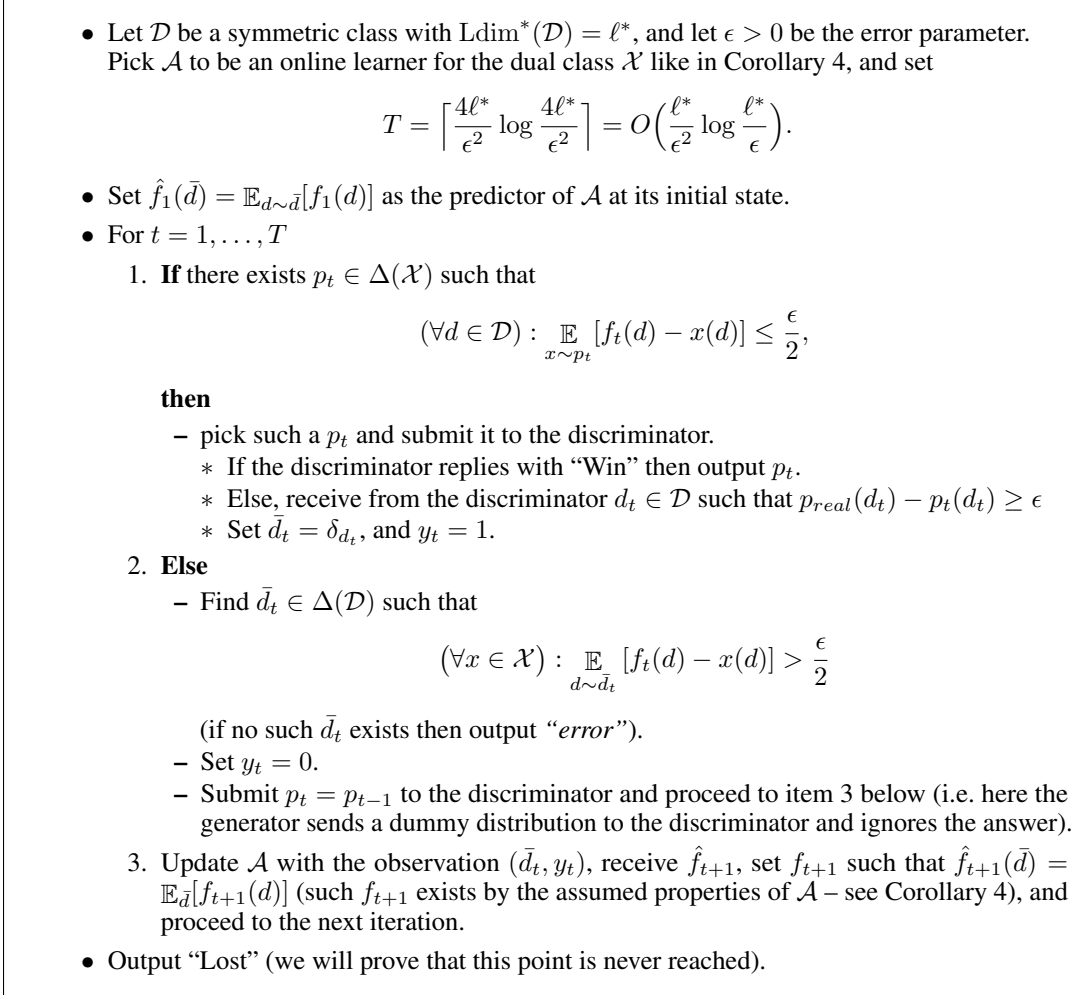 • Let 𝒟 be a symmetric class with Ldim*(𝒟) = ℓ*, and let ϵ > 0 be the error parameter.
Pick 𝒜 to be an online learner for the dual class 𝒳 like in Corollary 4, and set
T = ⌈ 4ℓ*/ϵ² log 4ℓ*/ϵ² ⌉ = O( ℓ*/ϵ² log ℓ*/ϵ ).
• Set f̂₁(d̄) = 𝔼_{d∼d̄}[f₁(d)] as the predictor of 𝒜 at its initial state.
• For t = 1, . . . , T
1. If there exists p_t ∈ Δ(𝒳) such that
(∀d ∈ 𝒟) : 𝔼_{x∼p_t} [f_t(d) − x(d)] ≤ ϵ/2,
then
– pick such a p_t and submit it to the discriminator.
∗ If the discriminator replies with “Win” then output p_t.
∗ Else, receive from the discriminator d_t ∈ 𝒟 such that p_{real}(d_t) − p_t(d_t) ≥ ϵ
∗ Set d̄_t = δ_{d_t}, and y_t = 1.
2. Else
– Find d̄_t ∈ Δ(𝒟) such that
(∀x ∈ 𝒳) : 𝔼_{d∼d̄_t} [f_t(d) − x(d)] > ϵ/2
(if no such d̄_t exists then output “error”).
– Set y_t = 0.
– Submit p_t = p_{t−1} to the discriminator and proceed to item 3 below (i.e. here the
generator sends a dummy distribution to the discriminator and ignores the answer).
3. Update 𝒜 with the observation (d̄_t, y_t), receive f̂_{t+1}, set f_{t+1} such that f̂_{t+1}(d̄) =
𝔼_{d̄}[f_{t+1}(d)] (such f_{t+1} exists by the assumed properties of 𝒜 – see Corollary 4), and
proceed to the next iteration.
• Output “Lost” (we will prove that this point is never reached).